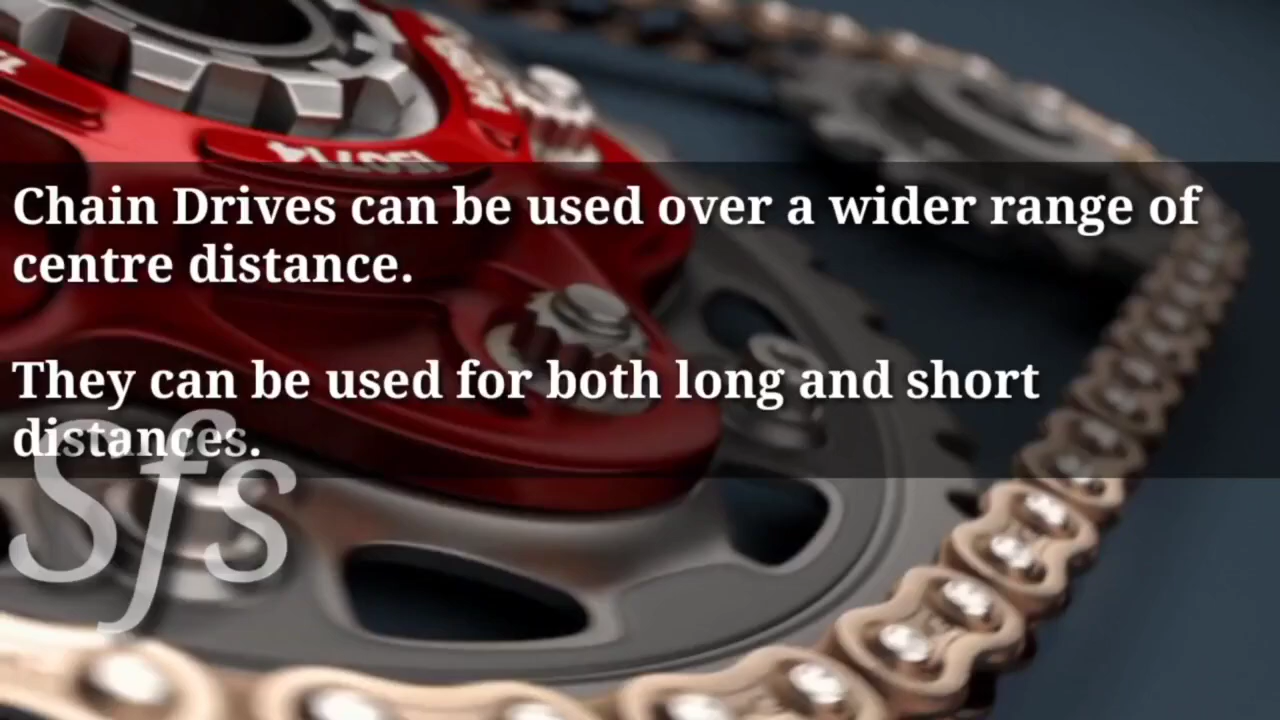 Chain Drives can be used over a wider range of
centre distance.
They can be used for both long and short
distances.
Sfs